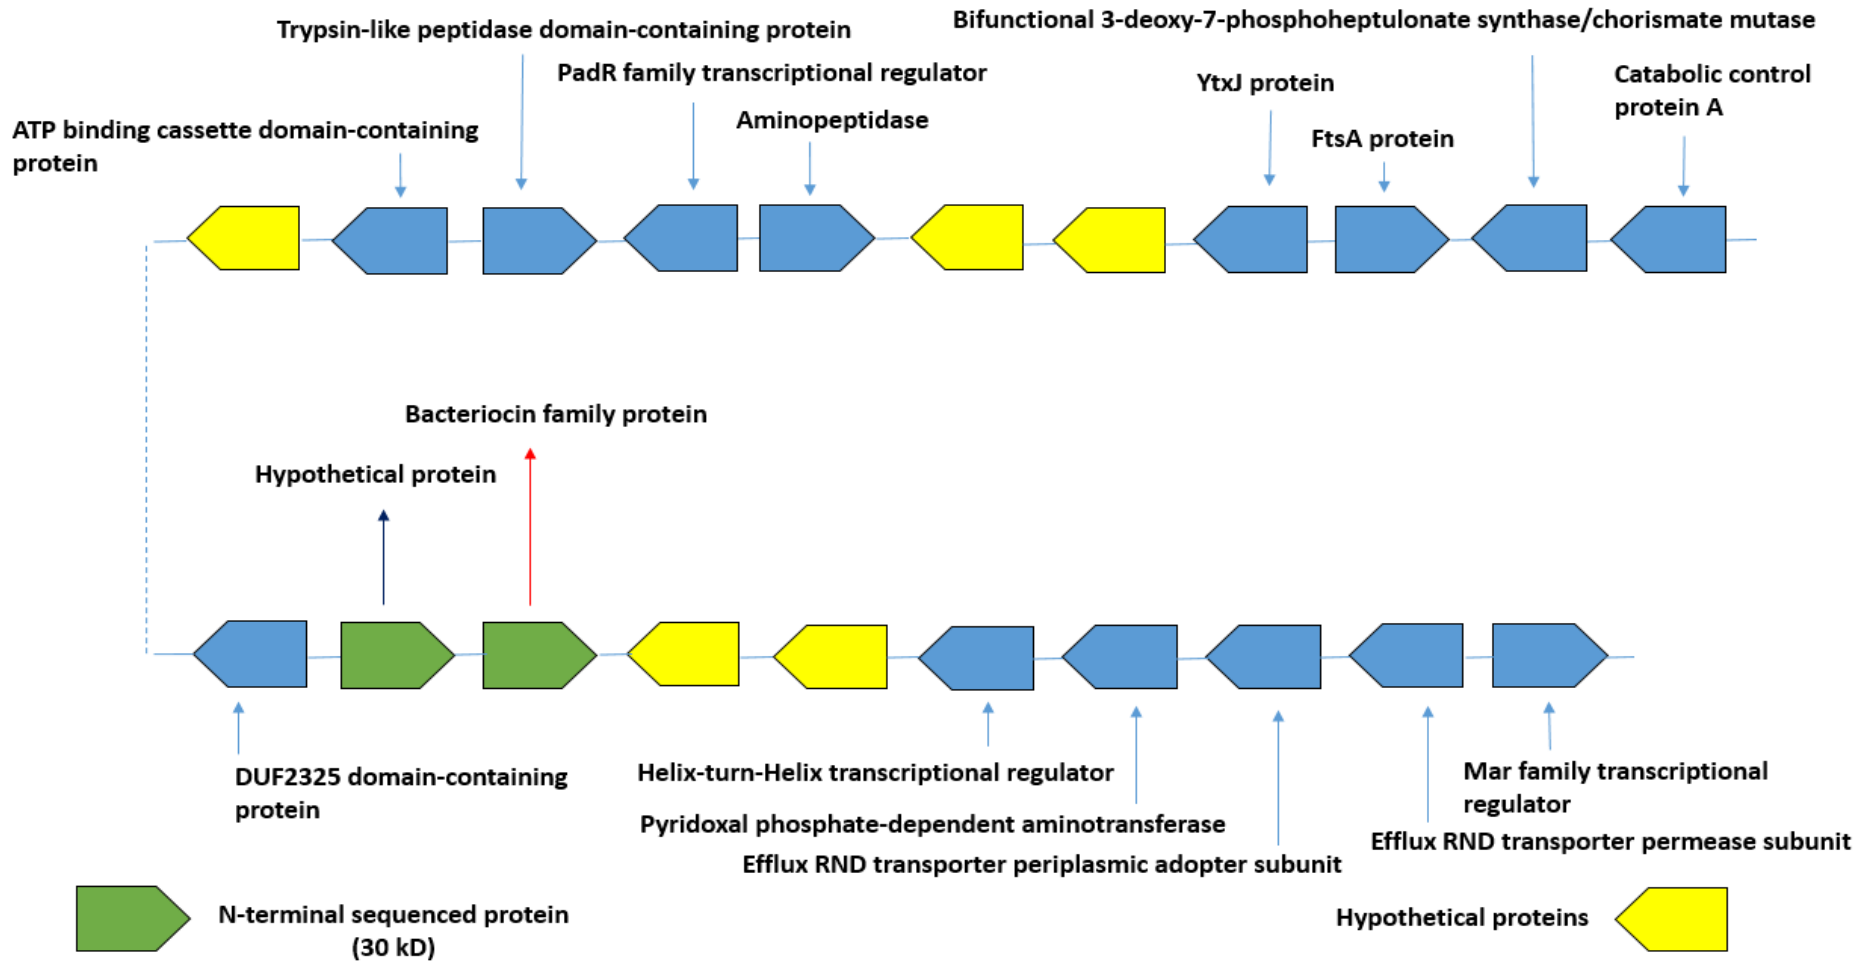 Bifunctional 3-deoxy-7-phosphoheptulonate synthase/chorismate mutase
Trypsin-like peptidase domain-containing protein
PadR family transcriptional regulator
YtxJ protein
Catabolic control
protein A
Aminopeptidase
ATP binding cassette domain-containing
protein
FtsA protein
Bacteriocin family protein
Hypothetical protein
DUF2325 domain-containing
protein
Helix-turn-Helix transcriptional regulator
Mar family transcriptional
regulator
Pyridoxal phosphate-dependent aminotransferase
Efflux RND transporter permease subunit
Efflux RND transporter periplasmic adopter subunit
N-terminal sequenced protein
(30 kD)
Hypothetical proteins